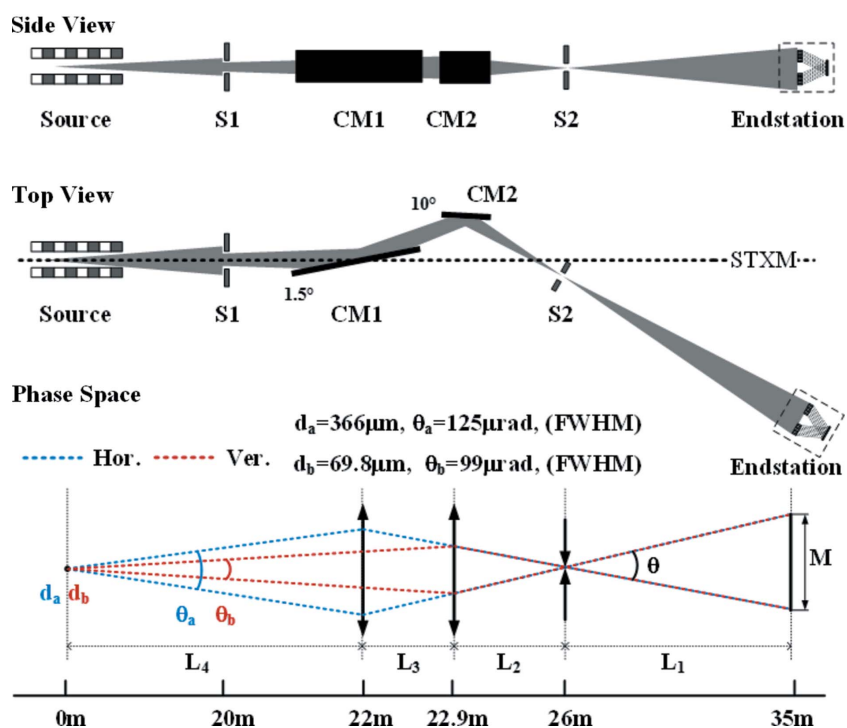 Side View
Source S1 CM1 CM2 S2 Endstation
Top View
CM2
10°
STXM
1.5°
Source S1 CM1 S2
Endstation
Phase Space
dₐ=366μm, θₐ=125μrad, (FWHM)
Hor. Ver. d_b=69.8μm, θ_b=99μrad, (FWHM)
θ M
dₐ d_b
θₐ θ_b
L₄ L₃ L₂ L₁
0m 20m 22m 22.9m 26m 35m